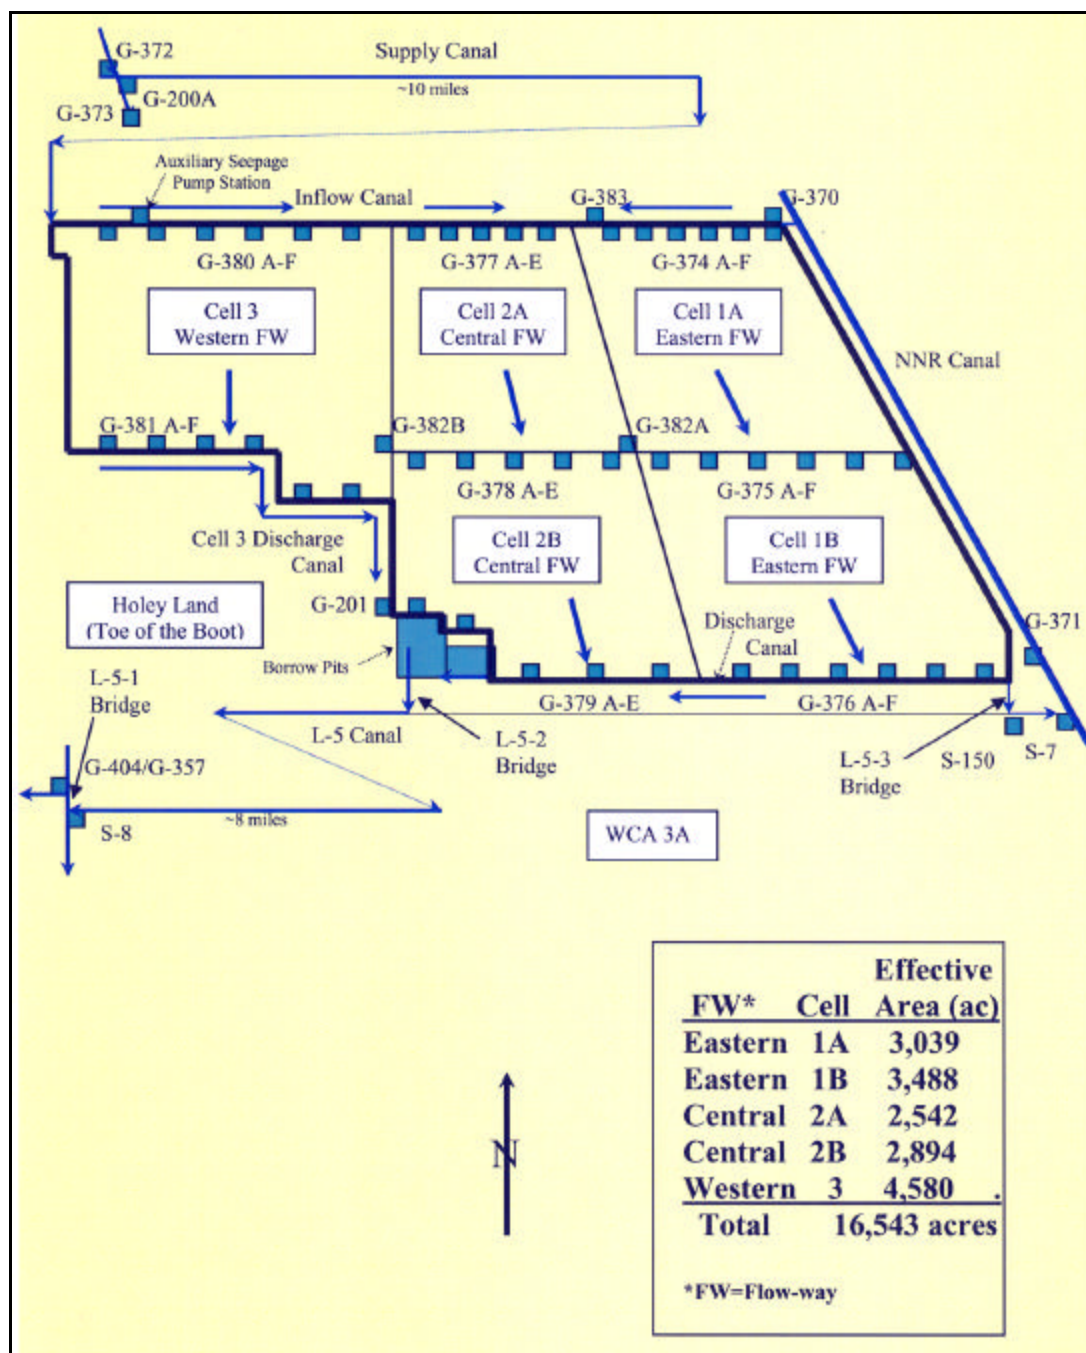 G-372
Supply Canal
G-200A
~10 miles
G-373
Auxiliary Seepage
Pump Station
Inflow Canal
G-383
G-370
G-380 A-F
G-377 A-E
G-374 A-F
Cell 3
Western FW
Cell 2A
Central FW
Cell 1A
Eastern FW
NNR Canal
G-381 A-F
G-382B
G-382A
G-378 A-E
G-375 A-F
Cell 3 Discharge
Canal
Cell 2B
Central FW
Cell 1B
Eastern FW
Holey Land
(Toe of the Boot)
G-201
Discharge
Canal
G-371
Borrow Pits
L-5-1
Bridge
G-379 A-E
G-376 A-F
L-5 Canal
L-5-2
Bridge
L-5-3
Bridge
S-150
S-7
G-404/G-357
~8 miles
S-8
WCA 3A
N
Effective
FW* Cell Area (ac)
Eastern 1A 3,039
Eastern 1B 3,488
Central 2A 2,542
Central 2B 2,894
Western 3 4,580 .
Total 16,543 acres
*FW=Flow-way